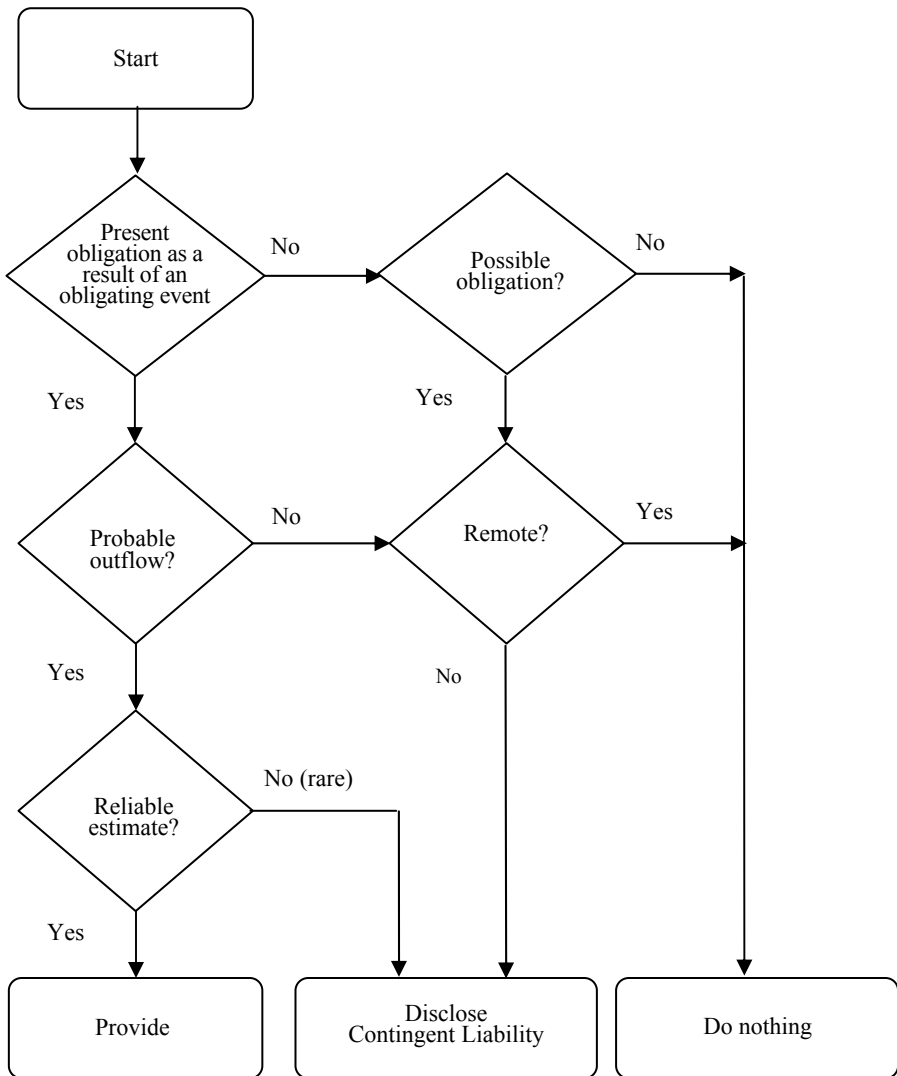 Start
Present
obligation as a
result of an
obligating event
No
Possible
obligation?
No
Yes
Yes
Probable
outflow?
No
Remote?
Yes
Yes
No
Reliable
estimate?
No (rare)
Yes
Provide
Disclose
Contingent Liability
Do nothing